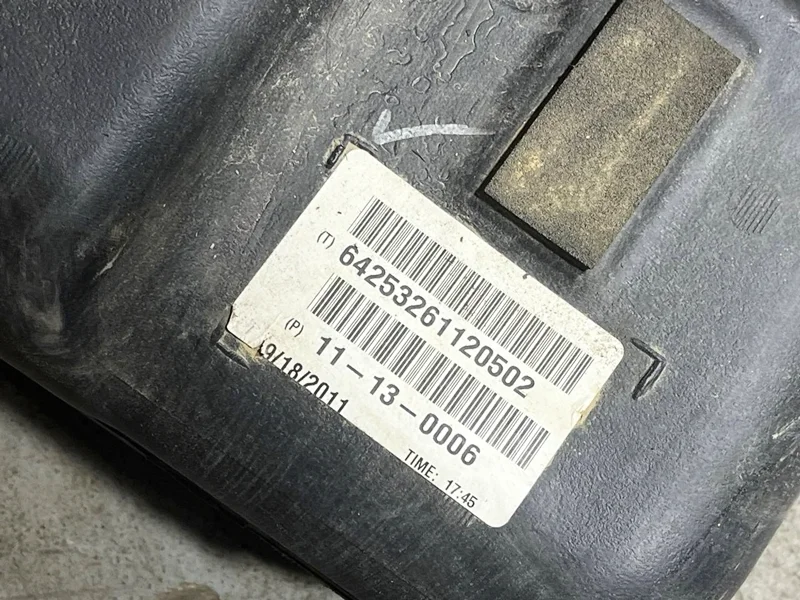 (T) 64253261120502
(P) 11-13-0006
9/18/2011 TIME: 17:45